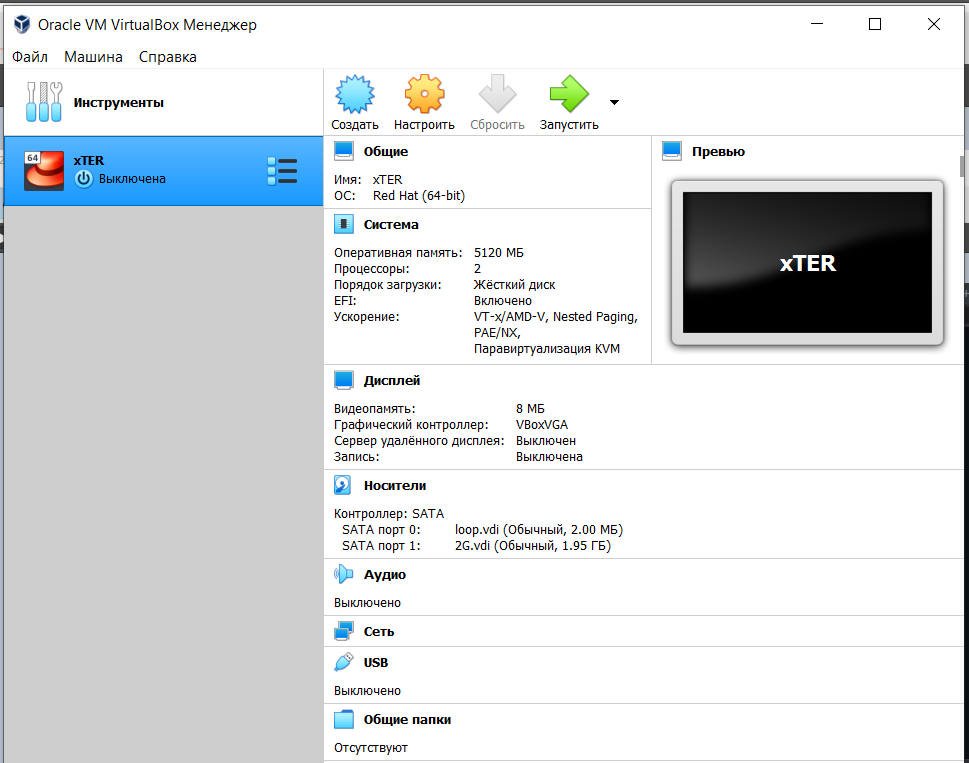 Oracle VM VirtualBox Менеджер
Файл Машина Справка
Инструменты
Создать Настроить Сбросить Запустить
64
xTER
Выключена
Общие
Имя: xTER
ОС: Red Hat (64-bit)
Превью
xTER
Система
Оперативная память: 5120 МБ
Процессоры: 2
Порядок загрузки: Жёсткий диск
EFI: Включено
Ускорение: VT-x/AMD-V, Nested Paging,
PAE/NX,
Паравиртуализация KVM
Дисплей
Видеопамять: 8 МБ
Графический контроллер: VBoxVGA
Сервер удалённого дисплея: Выключен
Запись: Выключена
Носители
Контроллер: SATA
SATA порт 0: loop.vdi (Обычный, 2.00 МБ)
SATA порт 1: 2G.vdi (Обычный, 1.95 ГБ)
Аудио
Выключено
Сеть
USB
Выключено
Общие папки
Отсутствуют